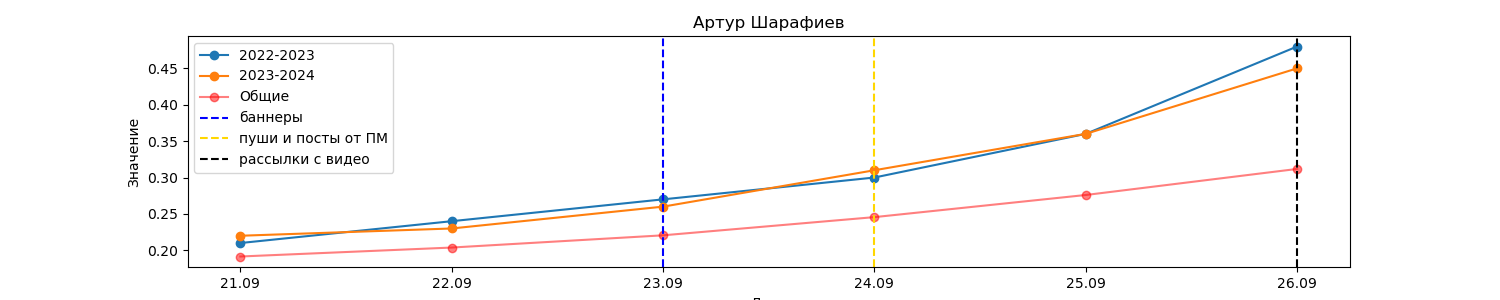 Артур Шарафиев
2022-2023
2023-2024
Общие
баннеры
пуши и посты от ПМ
рассылки с видео
Значение
0.45
0.40
0.35
0.30
0.25
0.20
21.09
22.09
23.09
24.09
25.09
26.09